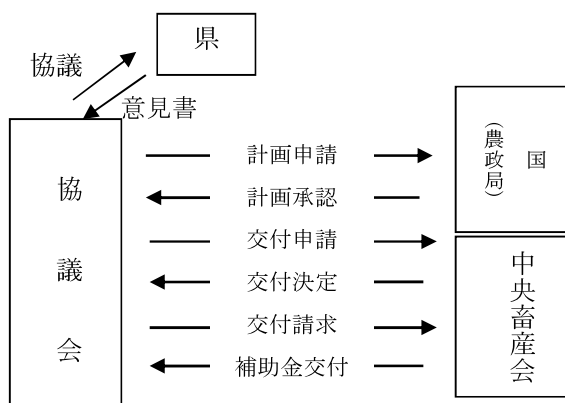 県
協議
意見書
協議会
計画申請
計画承認
交付申請
交付決定
交付請求
補助金交付
国
(農政局)
中央畜産会